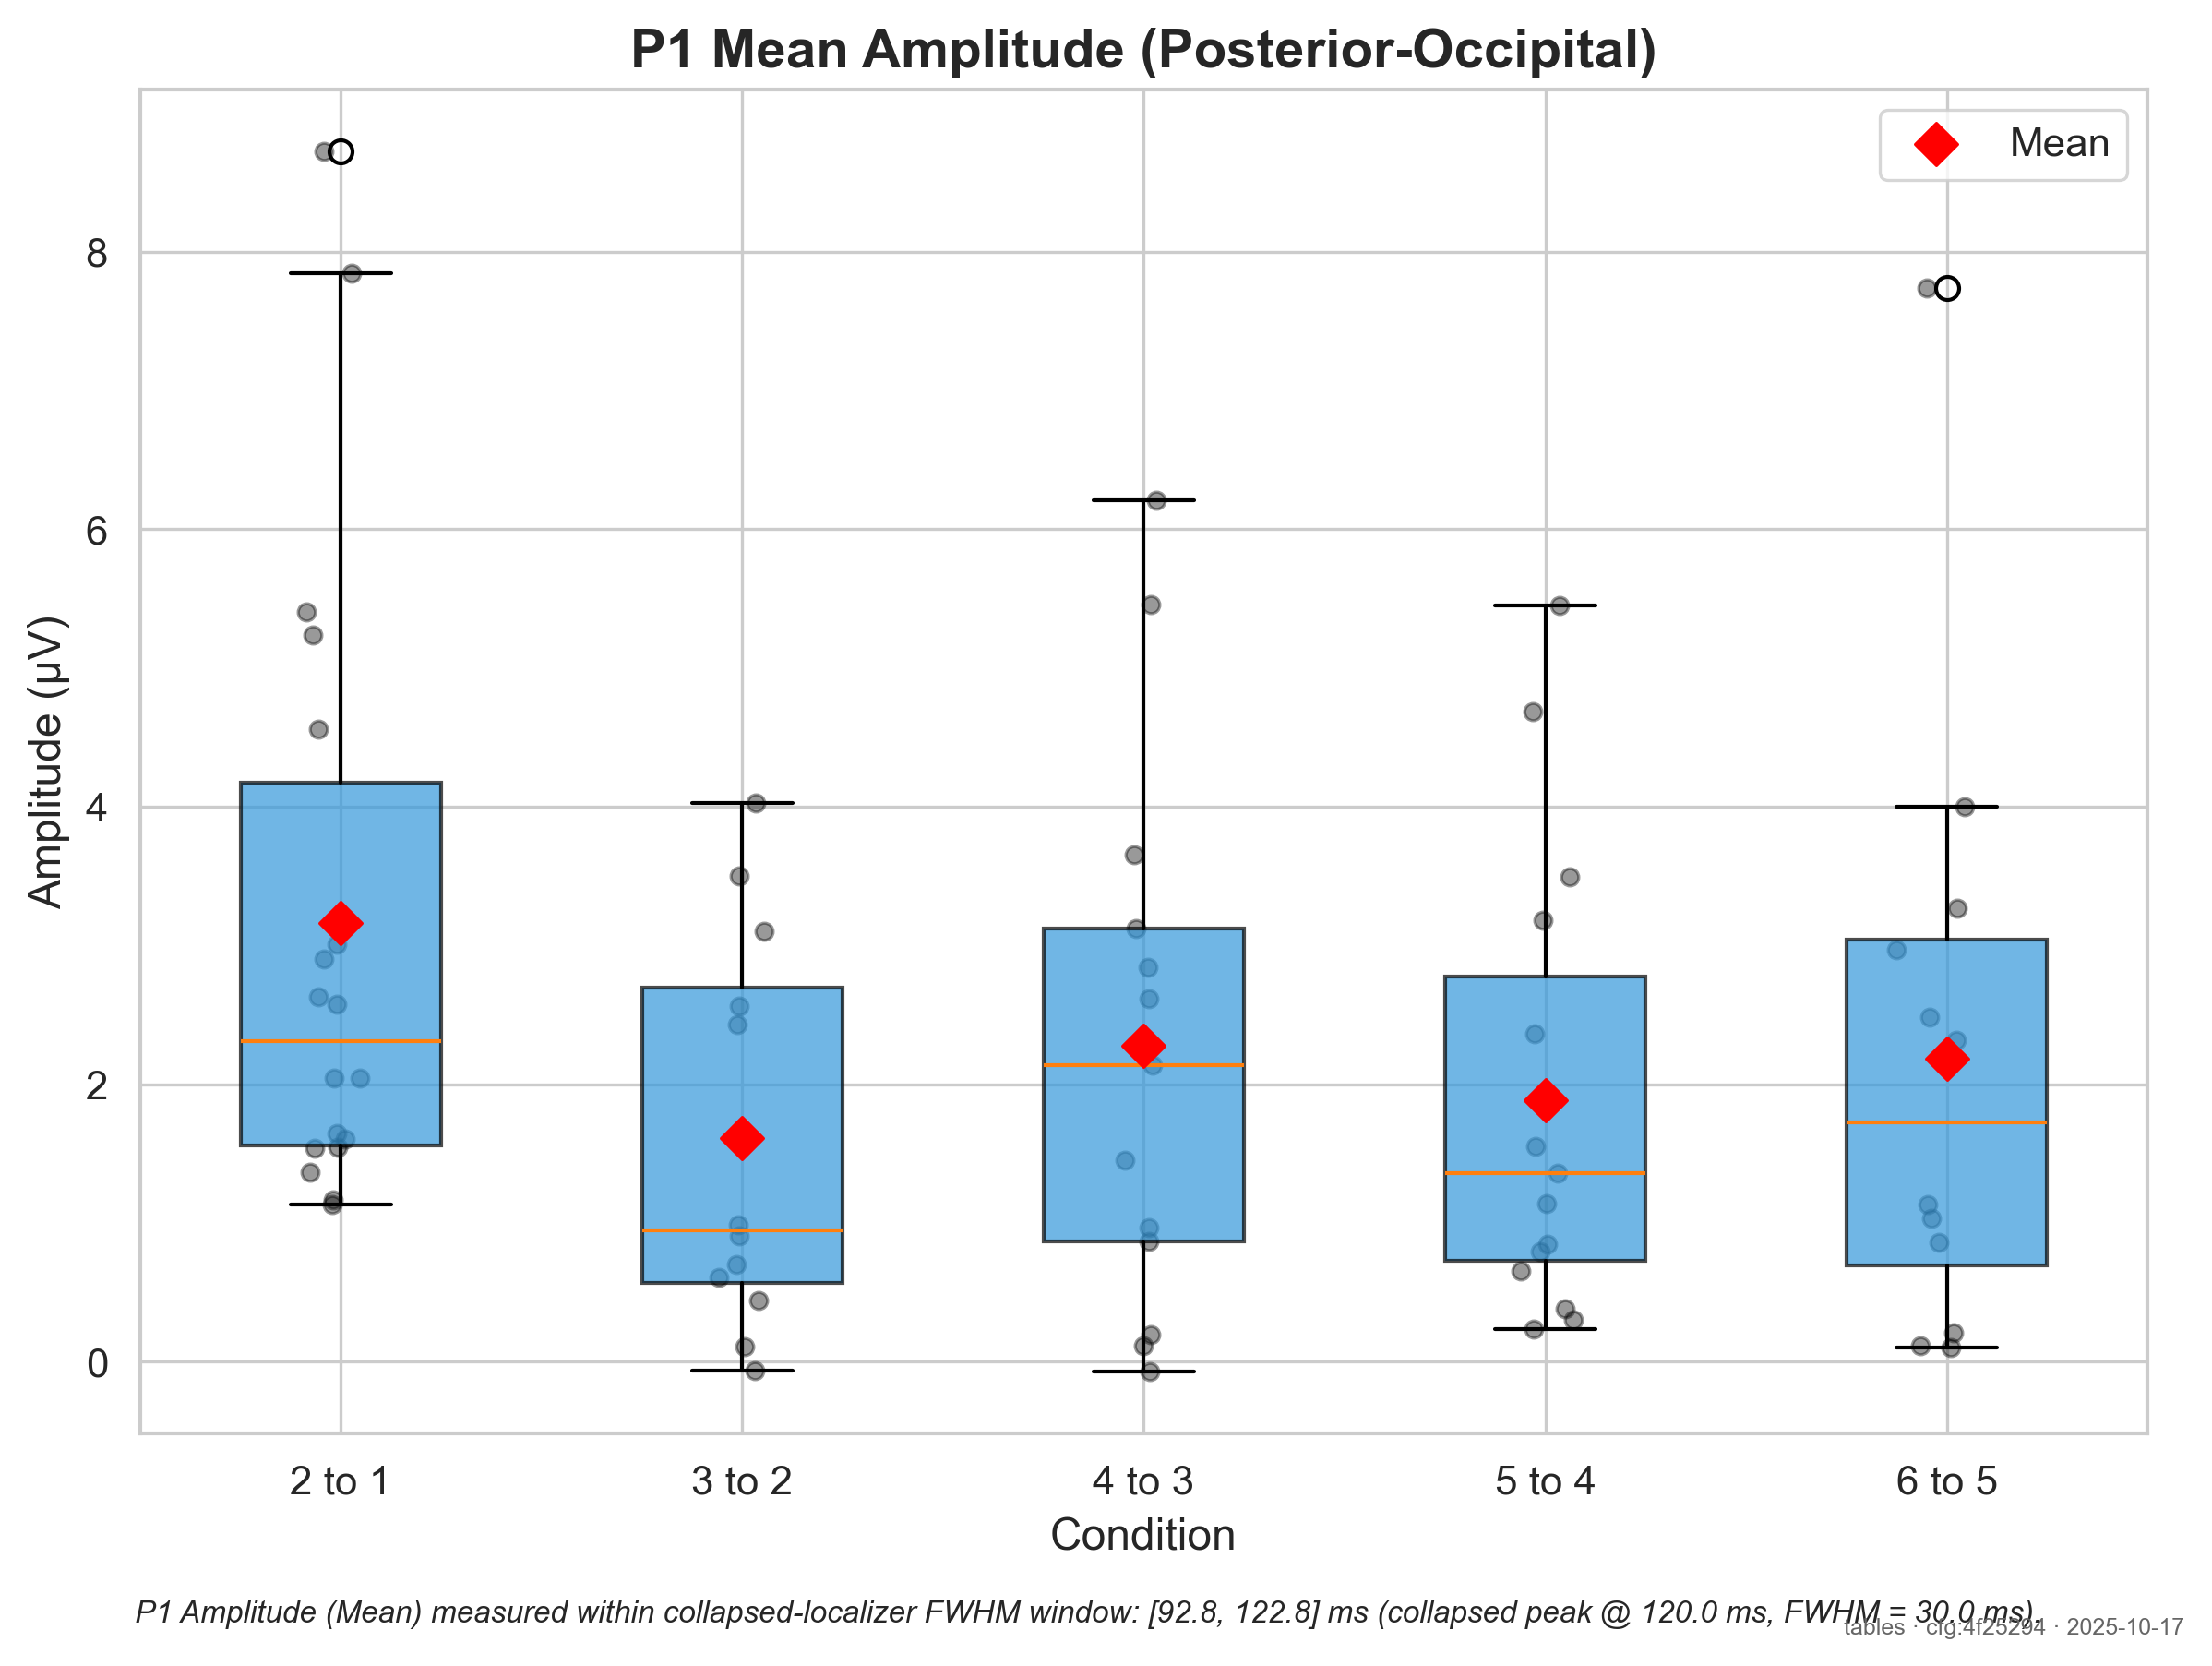 P1 Mean Amplitude (Posterior-Occipital)
Mean
8
6
4
2
0
Amplitude (µV)
2 to 1
3 to 2
4 to 3
5 to 4
6 to 5
Condition
P1 Amplitude (Mean) measured within collapsed-localizer FWHM window: [92.8, 122.8] ms (collapsed peak @ 120.0 ms, FWHM = 30.0 ms).
tables · cfg:4f25294 · 2025-10-17